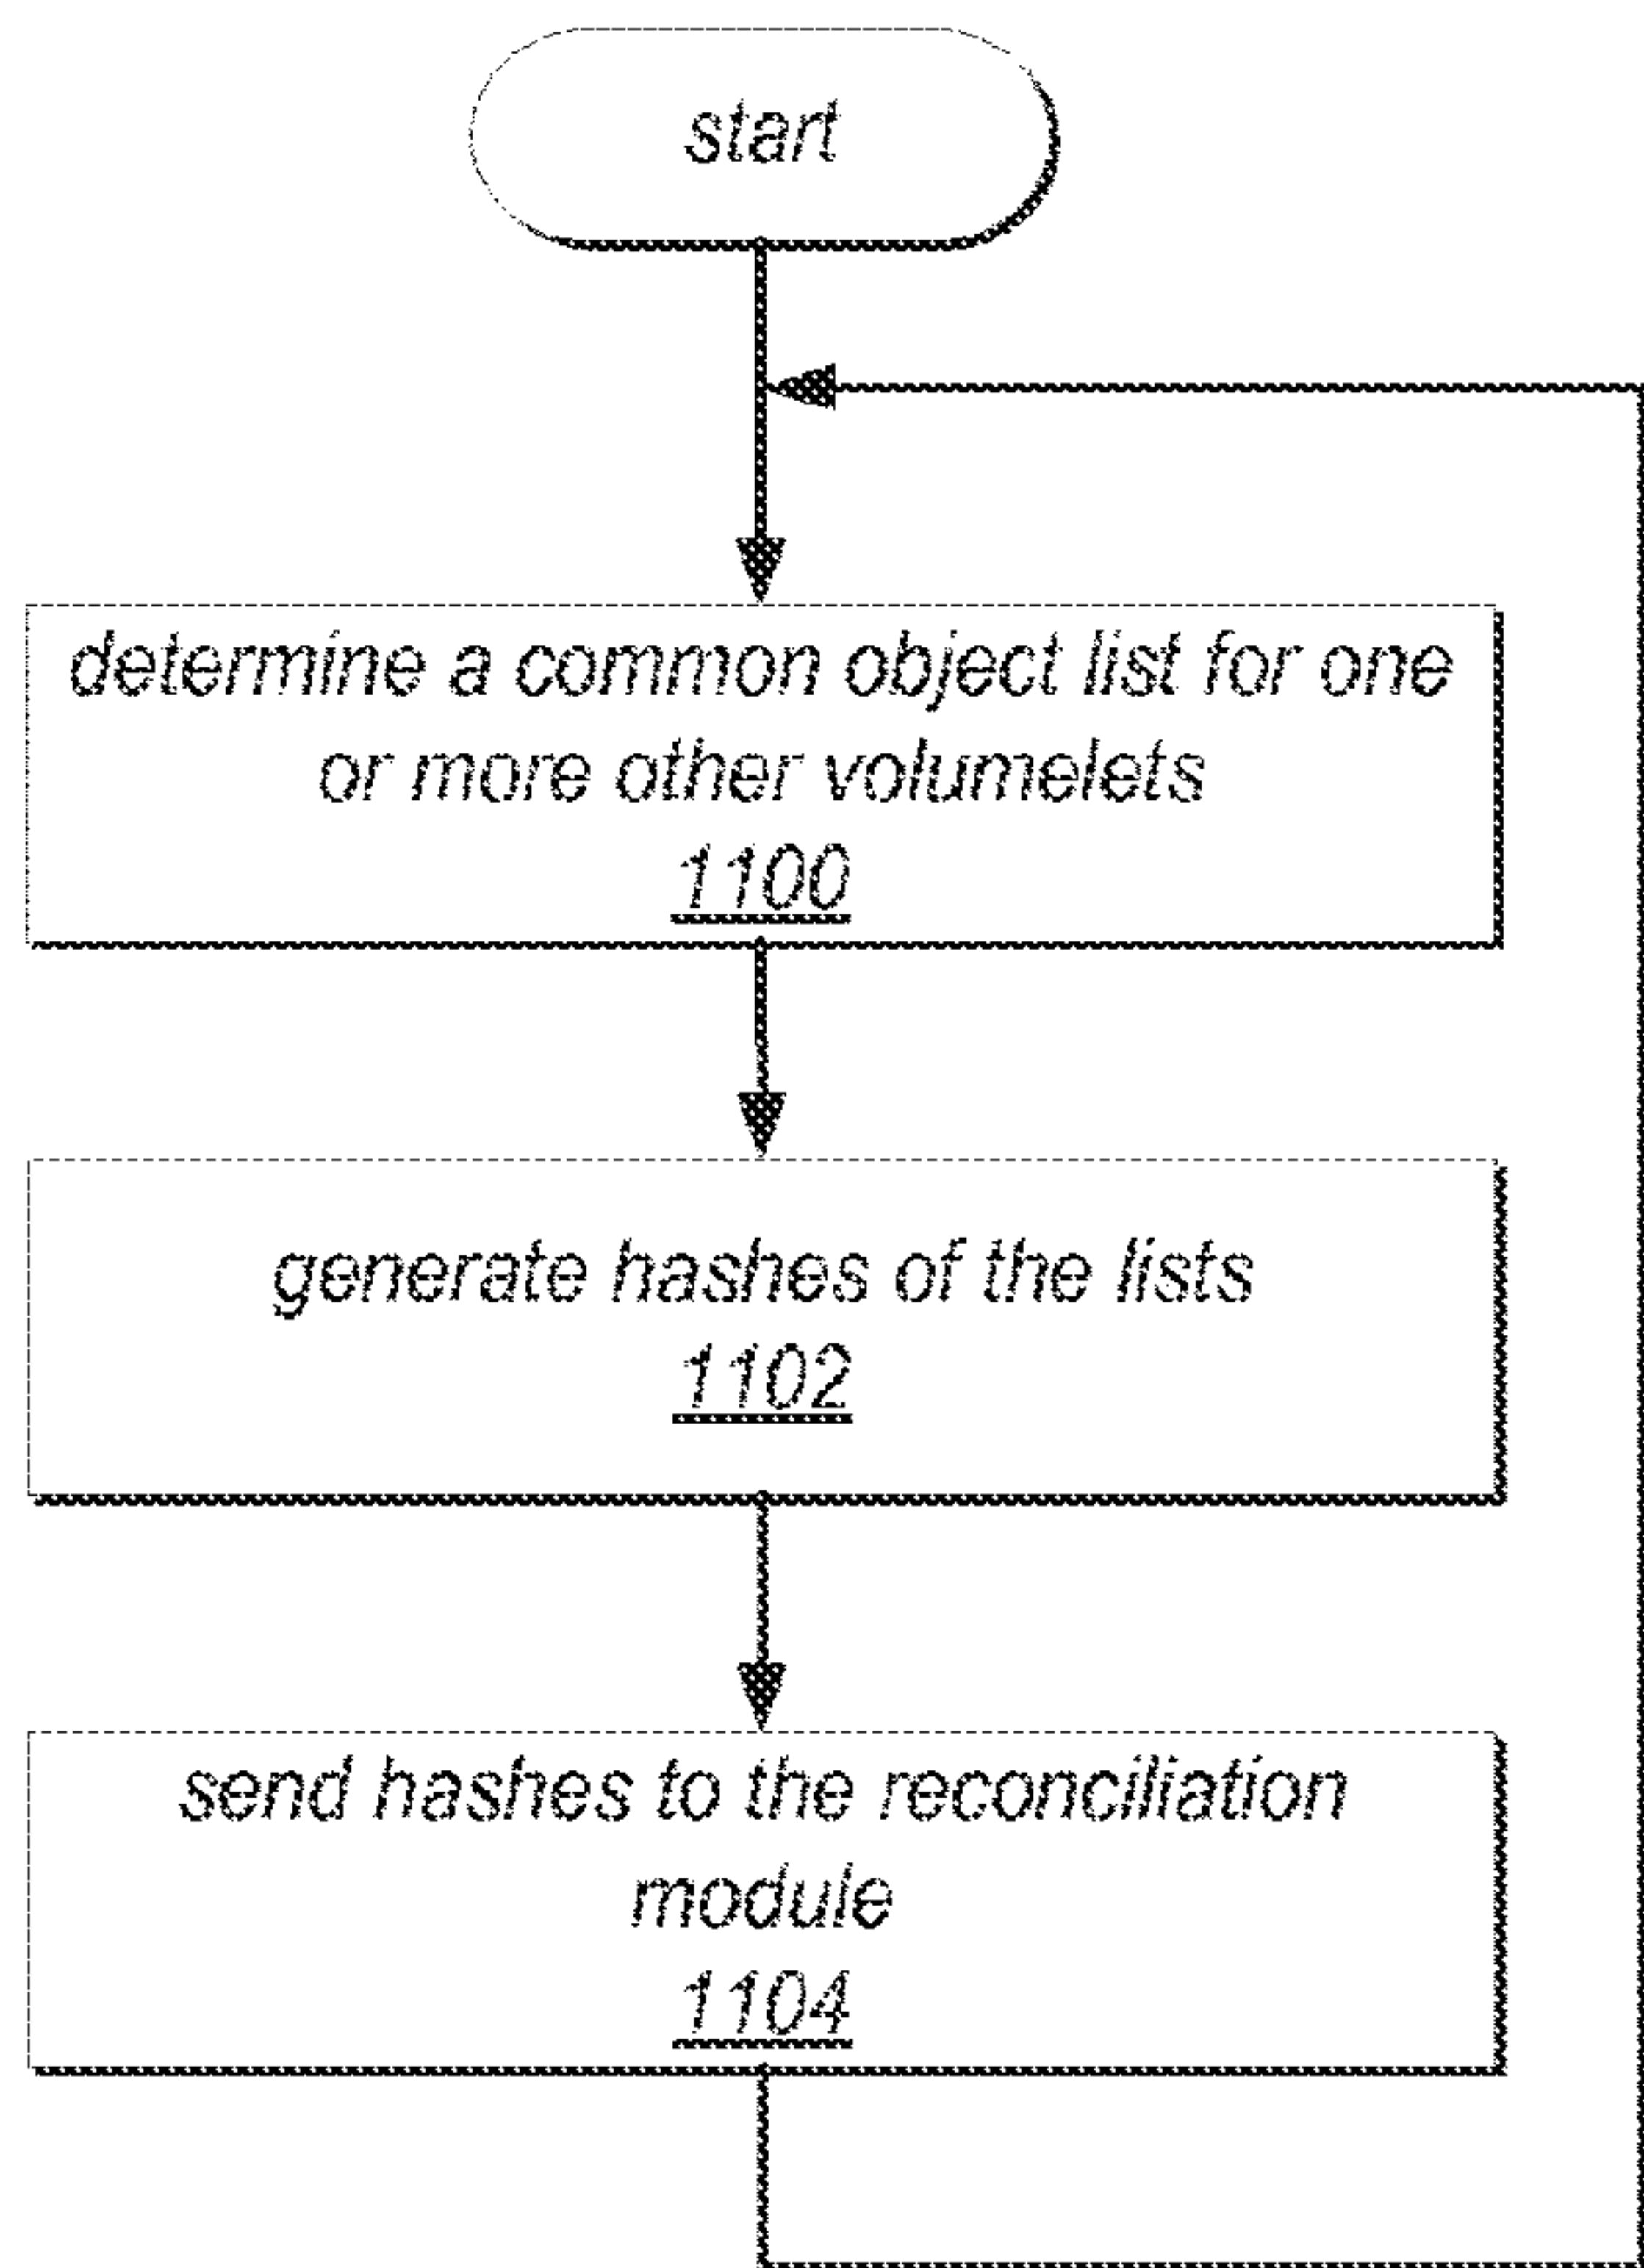 start
determine a common object list for one
or more other volumelets
1100
generate hashes of the lists
1102
send hashes to the reconciliation
module
1104